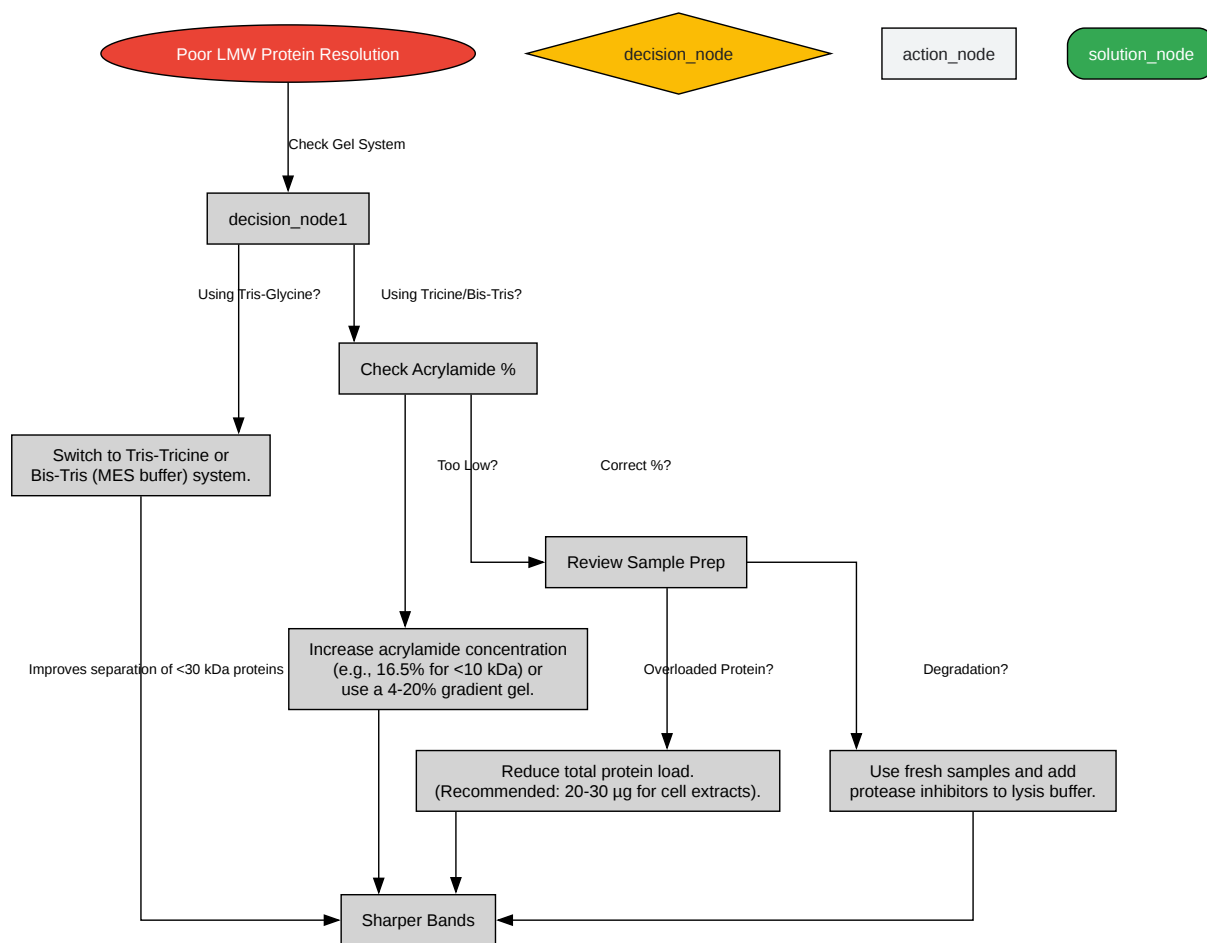 Poor LMW Protein Resolution
decision_node
action_node
solution_node
Check Gel System
decision_node1
Using Tris-Glycine?
Using Tricine/Bis-Tris?
Check Acrylamide %
Switch to Tris-Tricine or
Bis-Tris (MES buffer) system.
Too Low?
Correct %?
Review Sample Prep
Improves separation of <30 kDa proteins
Increase acrylamide concentration
(e.g., 16.5% for <10 kDa) or
use a 4-20% gradient gel.
Overloaded Protein?
Degradation?
Reduce total protein load.
(Recommended: 20-30 µg for cell extracts).
Use fresh samples and add
protease inhibitors to lysis buffer.
Sharper Bands